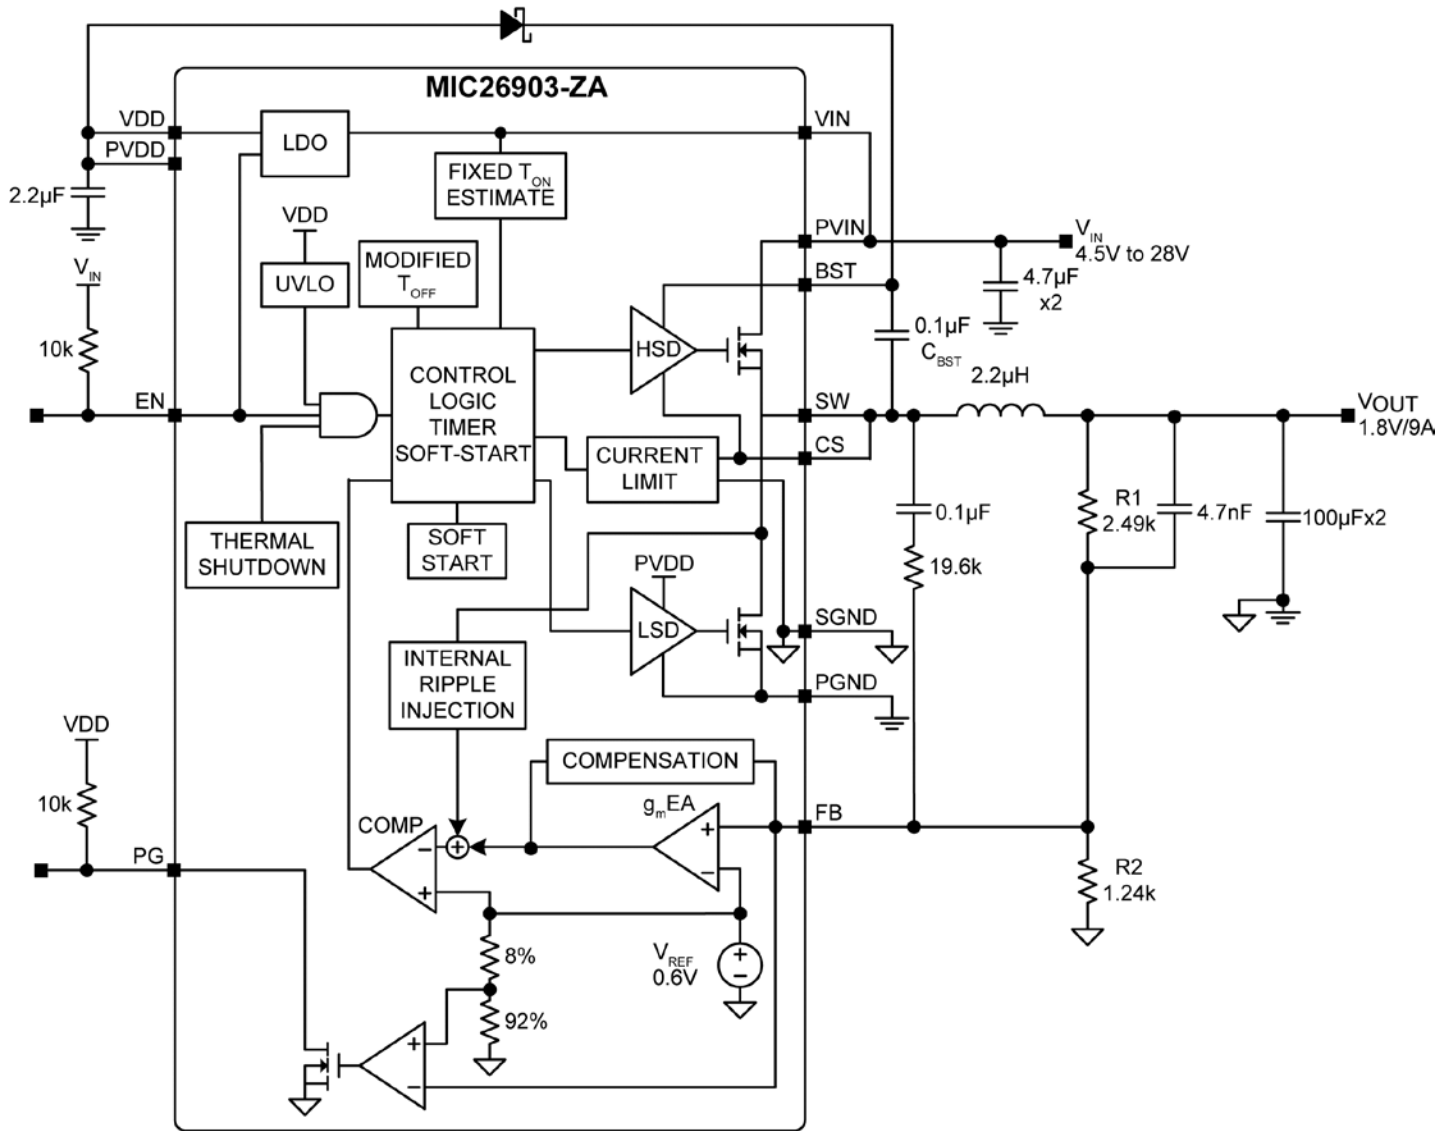 MIC26903-ZA
VDD
PVDD
2.2µF
LDO
VIN
FIXED TON
ESTIMATE
VDD
UVLO
MODIFIED
TOFF
PVIN
BST
VIN
4.5V to 28V
4.7µF
x2
VIN
10k
EN
CONTROL
LOGIC
TIMER
SOFT-START
HSD
0.1µF
CBST
2.2µH
SW
CS
VOUT
1.8V/9A
CURRENT
LIMIT
THERMAL
SHUTDOWN
SOFT
START
0.1µF
19.6k
R1
2.49k
4.7nF
100µFx2
PVDD
LSD
SGND
PGND
INTERNAL
RIPPLE
INJECTION
VDD
10k
PG
COMPENSATION
gmEA
COMP
+
−
+
−
+
FB
R2
1.24k
8%
92%
VREF
0.6V
+
−
+
−